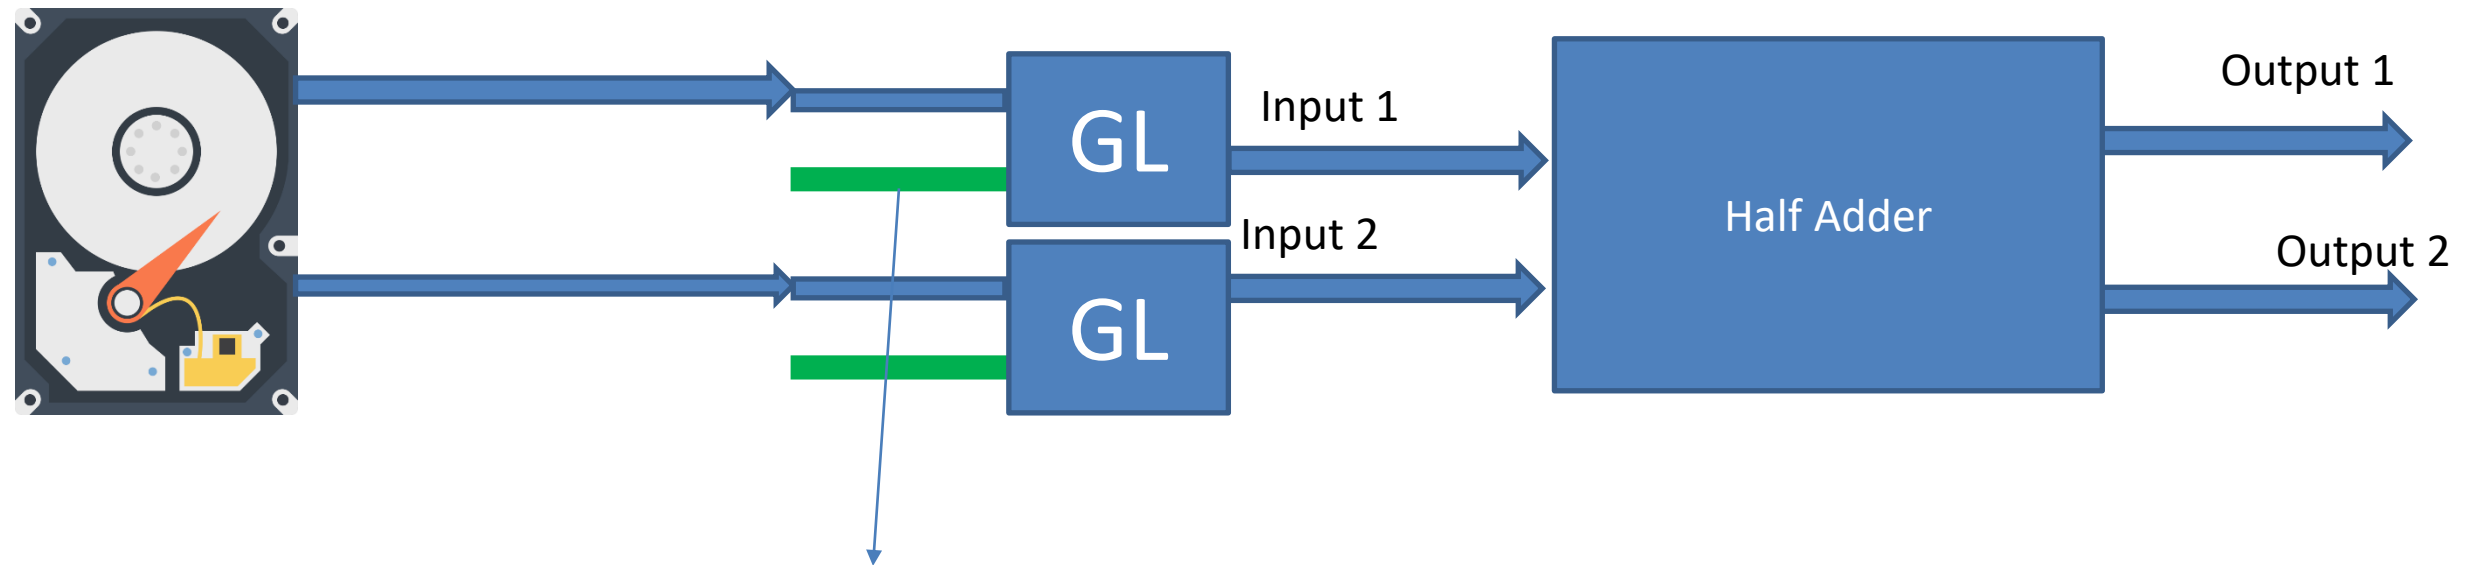 GL
Input 1
Half Adder
Output 1
GL
Input 2
Output 2